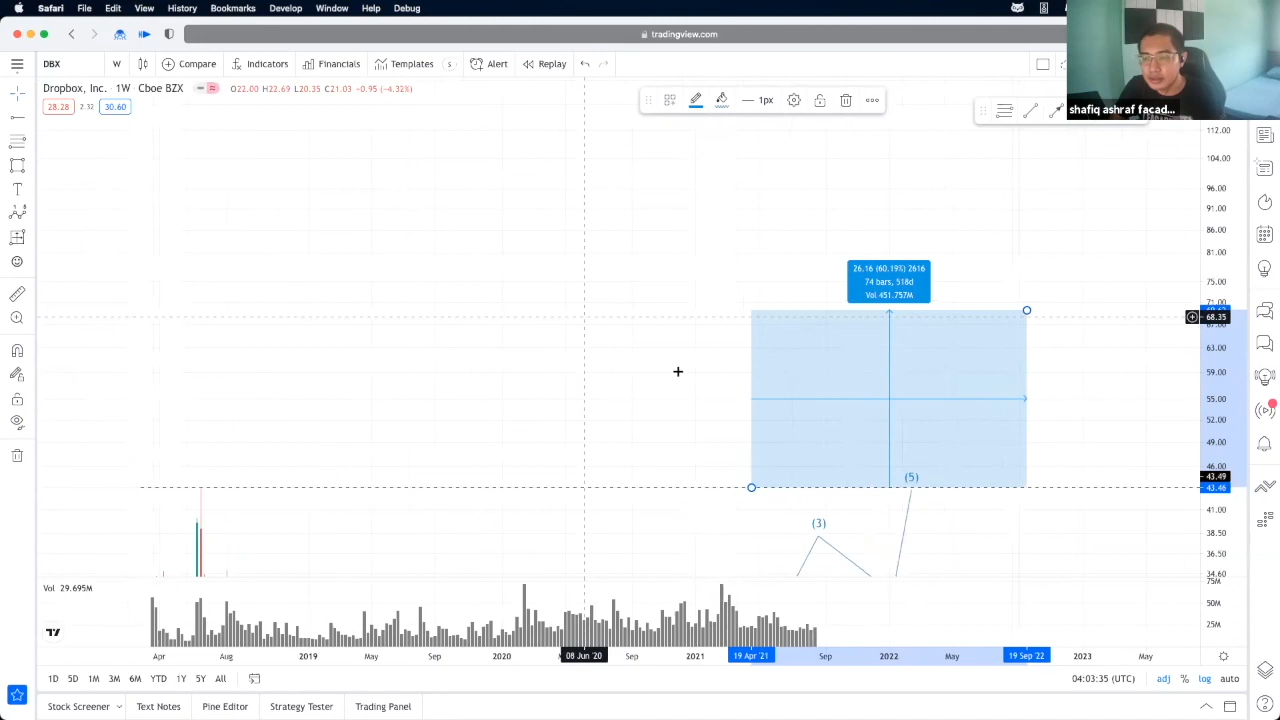 Safari File Edit View History Bookmarks Develop Window Help Debug
tradingview.com
DBX W Compare Indicators Financials Templates S Alert Replay
Dropbox, Inc. 1W Cboe BZX O22.00 H22.69 L20.35 C21.03 -0.95 (-4.32%)
28.28 2.32 30.60
1px
shafiq ashraf facad...
112.00
104.00
96.00
91.00
86.00
81.00
75.00
71.00
68.35
63.00
59.00
55.00
52.00
49.00
46.00
43.49
43.46
41.00
38.50
36.50
34.60
26.16 (60.19%) 2616
74 bars, 518d
Vol 451.757M
(5)
(3)
Vol 29.695M
75M
50M
25M
Apr Aug 2019 May Sep 2020 08 Jun '20 Sep 2021 19 Apr '21 Sep 2022 May 19 Sep '22 2023 May
1D 5D 1M 3M 6M YTD 1Y 5Y All 04:03:35 (UTC) adj % log auto
Stock Screener Text Notes Pine Editor Strategy Tester Trading Panel